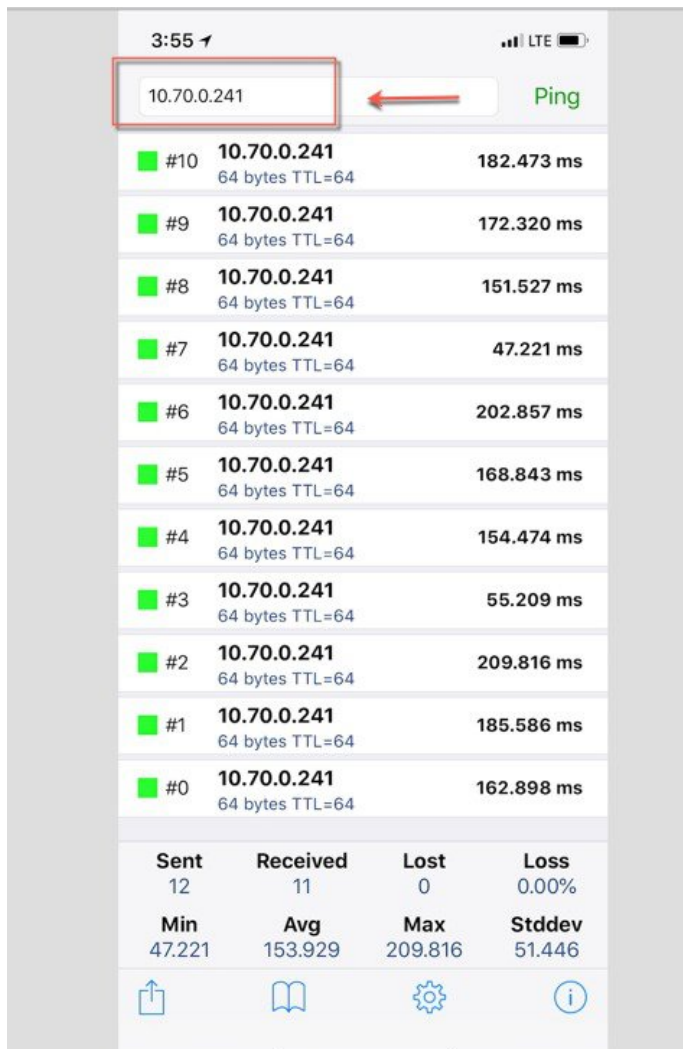 3:55 LTE
10.70.0.241 Ping
#10 10.70.0.241 182.473 ms
64 bytes TTL=64
#9 10.70.0.241 172.320 ms
64 bytes TTL=64
#8 10.70.0.241 151.527 ms
64 bytes TTL=64
#7 10.70.0.241 47.221 ms
64 bytes TTL=64
#6 10.70.0.241 202.857 ms
64 bytes TTL=64
#5 10.70.0.241 168.843 ms
64 bytes TTL=64
#4 10.70.0.241 154.474 ms
64 bytes TTL=64
#3 10.70.0.241 55.209 ms
64 bytes TTL=64
#2 10.70.0.241 209.816 ms
64 bytes TTL=64
#1 10.70.0.241 185.586 ms
64 bytes TTL=64
#0 10.70.0.241 162.898 ms
64 bytes TTL=64
Sent Received Lost Loss
12 11 0 0.00%
Min Avg Max Stddev
47.221 153.929 209.816 51.446